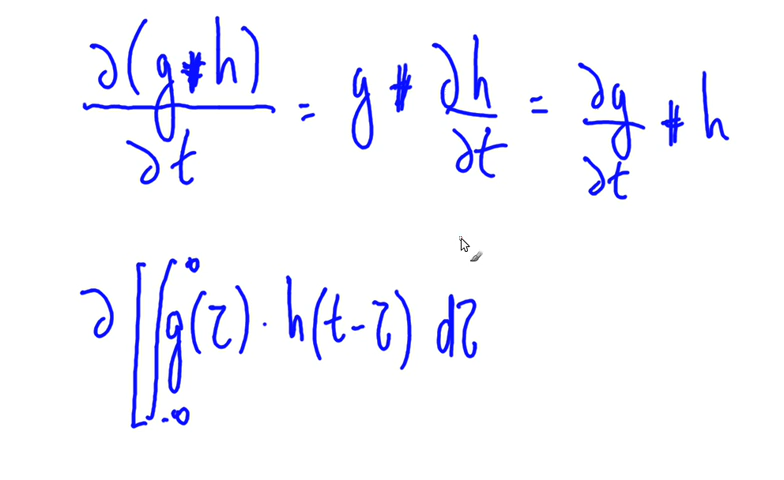 ∂(g * h)/∂t = g * ∂h/∂t = ∂g/∂t * h
∂[∫_{-∞}^{∞} g(τ) · h(t-τ) dτ